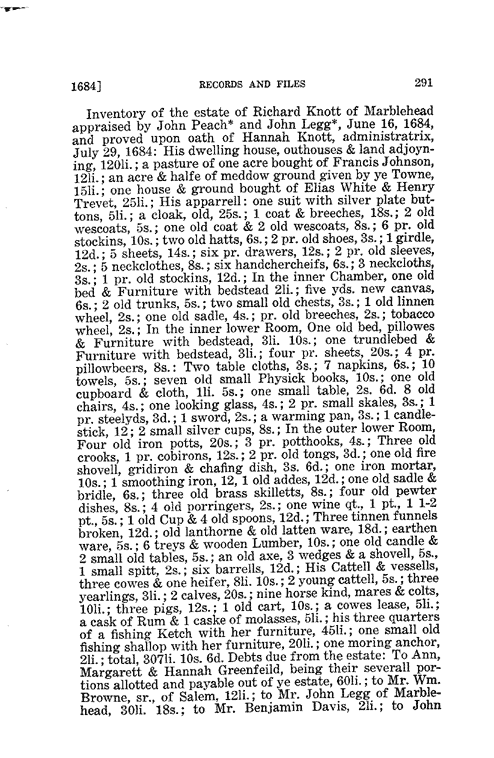 1684]
RECORDS AND FILES
291
Inventory of the estate of Richard Knott of Marblehead
appraised by John Peach* and John Legg*, June 16, 1684,
and proved upon oath of Hannah Knott, administratrix,
July 29, 1684: His dwelling house, outhouses & land adjoyn-
ing, 120li.; a pasture of one acre bought of Francis Johnson,
12li.; an acre & halfe of meddow ground given by ye Towne,
15li.; one house & ground bought of Elias White & Henry
Trevet, 25li.; His apparrell: one suit with silver plate but-
tons, 5li.; a cloak, old, 25s.; 1 coat & breeches, 18s.; 2 old
wescoats, 5s.; one old coat & 2 old wescoats, 8s.; 6 pr. old
stockins, 10s.; two old hatts, 6s.; 2 pr. old shoes, 3s.; 1 girdle,
12d.; 5 sheets, 14s.; six pr. drawers, 12s.; 2 pr. old sleeves,
2s.; 5 neckclothes, 8s.; six handchercheifs, 6s.; 3 neckcloths,
3s.; 1 pr. old stockins, 12d.; In the inner Chamber, one old
bed & Furniture with bedstead 2li.; five yds. new canvas,
6s.; 2 old trunks, 5s.; two small old chests, 3s.; 1 old linnen
wheel, 2s.; one old sadle, 4s.; pr. old breeches, 2s.; tobacco
wheel, 2s.; In the inner lower Room, One old bed, pillowes
& Furniture with bedstead, 3li. 10s.; one trundlebed &
Furniture with bedstead, 3li.; four pr. sheets, 20s.; 4 pr.
pillowbeers, 8s.: Two table cloths, 3s.; 7 napkins, 6s.; 10
towels, 5s.; seven old small Physick books, 10s.; one old
cupboard & cloth, 1li. 5s.; one small table, 2s. 6d. 8 old
chairs, 4s.; one looking glass, 4s.; 2 pr. small skales, 3s.; 1
pr. steelyds, 3d.; 1 sword, 2s.; a warming pan, 3s.; 1 candle-
stick, 12; 2 small silver cups, 8s.; In the outer lower Room,
Four old iron potts, 20s.; 3 pr. potthooks, 4s.; Three old
crooks, 1 pr. cobirons, 12s.; 2 pr. old tongs, 3d.; one old fire
shovell, gridiron & chafing dish, 3s. 6d.; one iron mortar,
10s.; 1 smoothing iron, 12, 1 old addes, 12d.; one old sadle &
bridle, 6s.; three old brass skilletts, 8s.; four old pewter
dishes, 8s.; 4 old porringers, 2s.; one wine qt., 1 pt., 1 1-2
pt., 5s.; 1 old Cup & 4 old spoons, 12d.; Three tinnen funnels
broken, 12d.; old lanthorne & old latten ware, 18d.; earthen
ware, 5s.; 6 treys & wooden Lumber, 10s.; one old candle &
2 small old tables, 5s.; an old axe, 3 wedges & a shovell, 5s.,
1 small spitt, 2s.; six barrells, 12d.; His Cattell & vessells,
three cowes & one heifer, 8li. 10s.; 2 young cattell, 5s.; three
yearlings, 3li.; 2 calves, 20s.; nine horse kind, mares & colts,
10li.; three pigs, 12s.; 1 old cart, 10s.; a cowes lease, 5li.;
a cask of Rum & 1 caske of molasses, 5li.; his three quarters
of a fishing Ketch with her furniture, 45li.; one small old
fishing shallop with her furniture, 20li.; one moring anchor,
2li.; total, 307li. 10s. 6d. Debts due from the estate: To Ann,
Margarett & Hannah Greenfeild, being their severall por-
tions allotted and payable out of ye estate, 60li.; to Mr. Wm.
Browne, sr., of Salem, 12li.; to Mr. John Legg of Marble-
head, 30li. 18s.; to Mr. Benjamin Davis, 2li.; to John